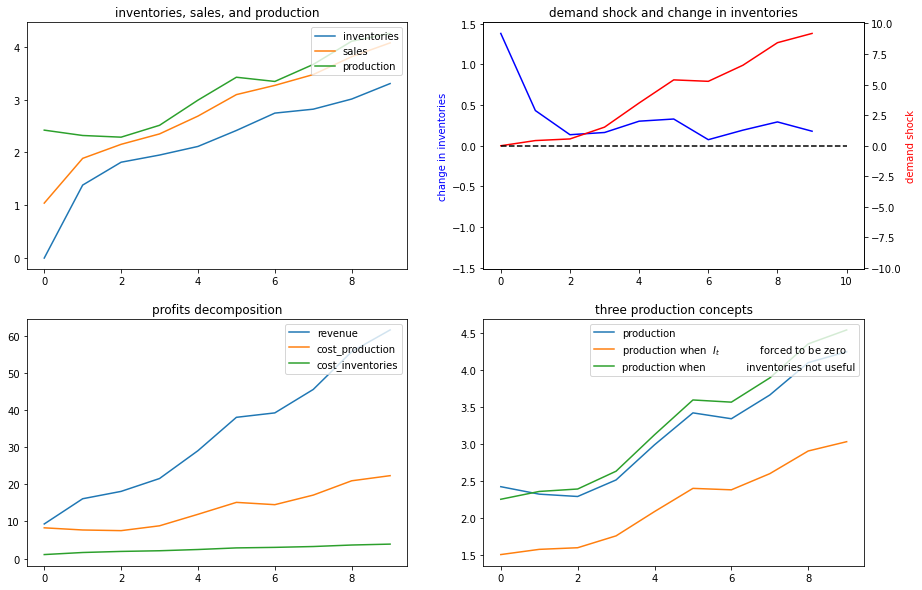 inventories, sales, and production
inventories
sales
production
4
3
2
1
0
0 2 4 6 8
demand shock and change in inventories
change in inventories
1.5
1.0
0.5
0.0
−0.5
−1.0
−1.5
10.0
7.5
5.0
2.5
0.0
−2.5
−5.0
−7.5
−10.0
demand shock
0 2 4 6 8 10
profits decomposition
revenue
cost_production
cost_inventories
60
50
40
30
20
10
0
0 2 4 6 8
three production concepts
production
production when I_t forced to be zero
production when inventories not useful
4.5
4.0
3.5
3.0
2.5
2.0
1.5
0 2 4 6 8